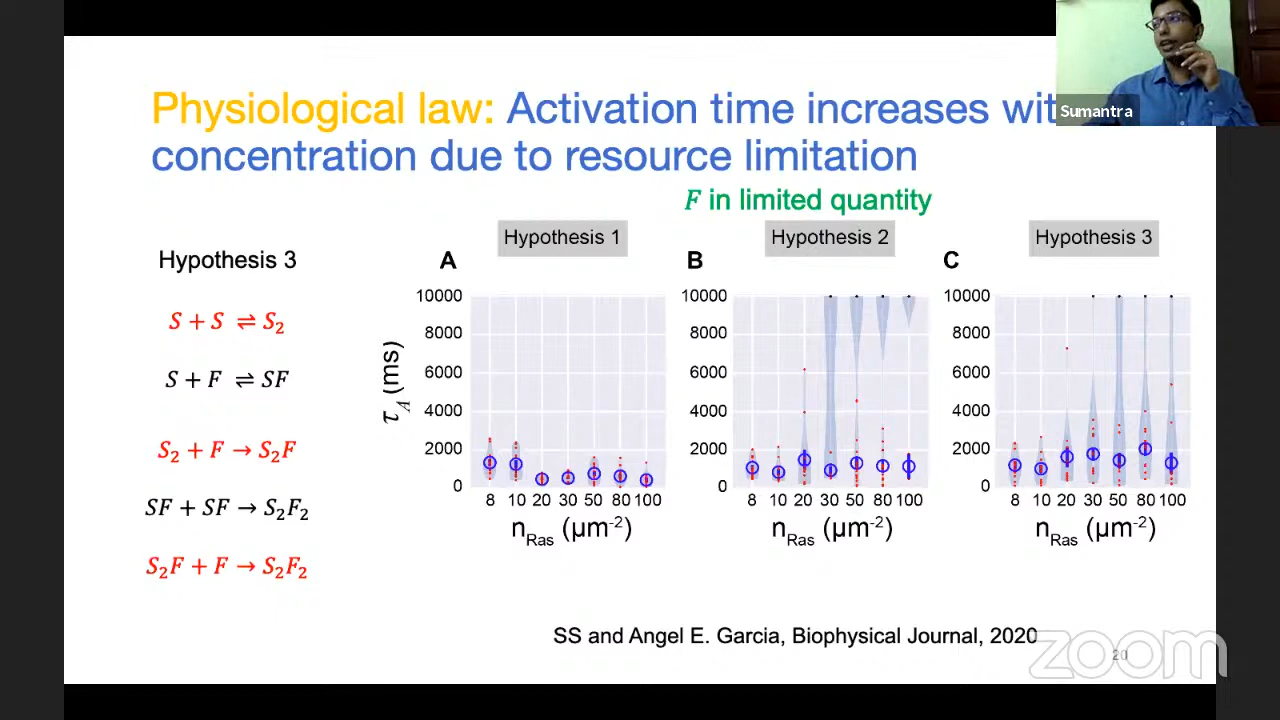 Physiological law: Activation time increases wit
concentration due to resource limitation
Sumantra
F in limited quantity
Hypothesis 3
S + S ⇌ S₂
S + F ⇌ SF
S₂ + F → S₂F
SF + SF → S₂F₂
S₂F + F → S₂F₂
Hypothesis 1
A
10000
8000
6000
4000
2000
0
τ_A (ms)
8 10 20 30 50 80 100
n_Ras (μm⁻²)
Hypothesis 2
B
10000
8000
6000
4000
2000
0
8 10 20 30 50 80 100
n_Ras (μm⁻²)
Hypothesis 3
C
10000
8000
6000
4000
2000
0
8 10 20 30 50 80 100
n_Ras (μm⁻²)
SS and Angel E. Garcia, Biophysical Journal, 2020
20
zoom